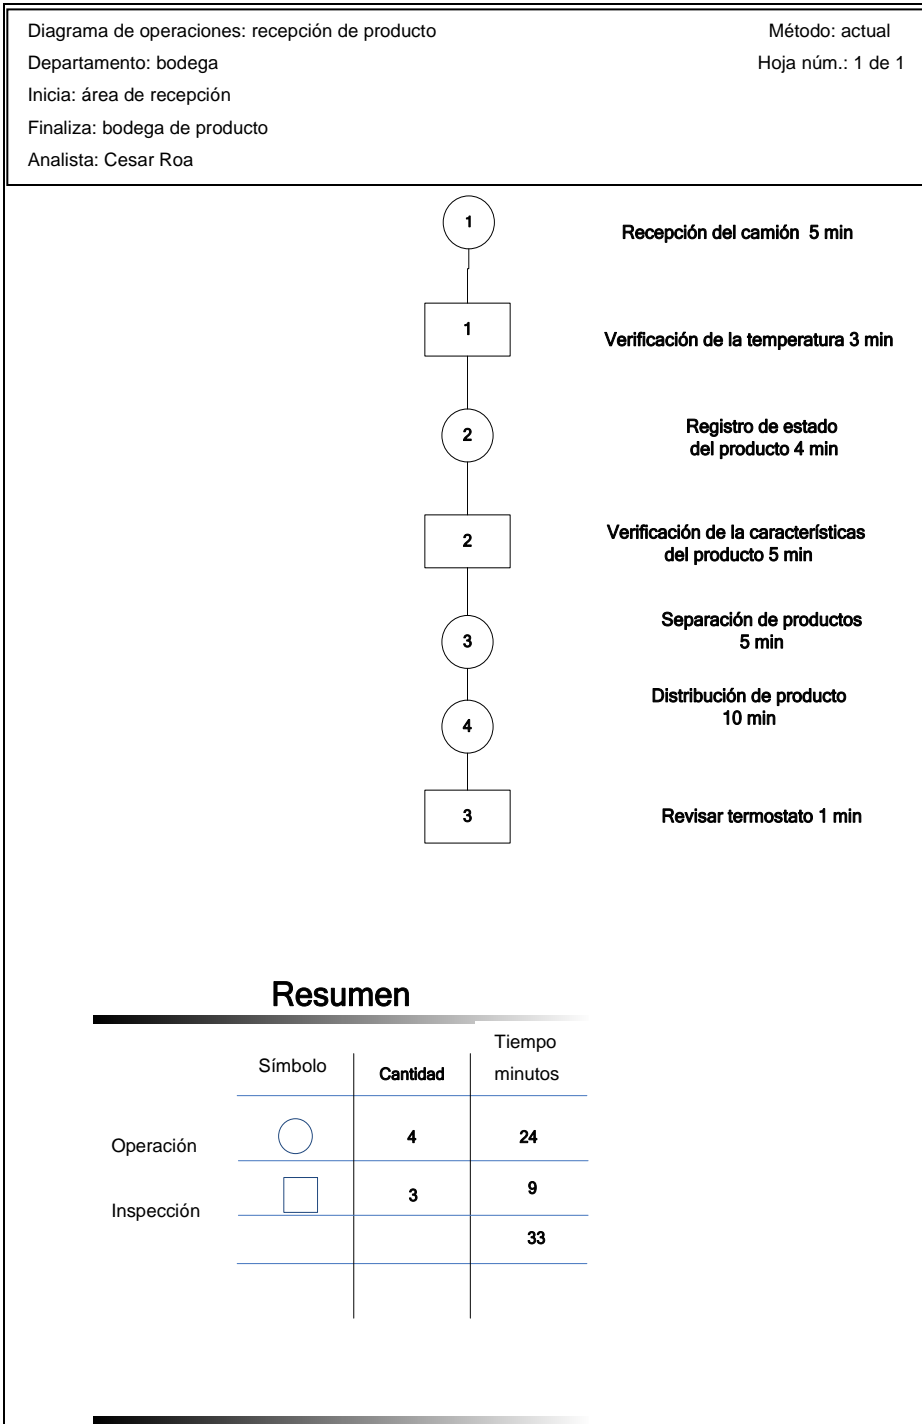 Diagrama de operaciones: recepción de producto Método: actual
Departamento: bodega Hoja núm.: 1 de 1
Inicia: área de recepción
Finaliza: bodega de producto
Analista: Cesar Roa
1 Recepción del camión 5 min
1 Verificación de la temperatura 3 min
2 Registro de estado
del producto 4 min
2 Verificación de la características
del producto 5 min
3 Separación de productos
5 min
4 Distribución de producto
10 min
3 Revisar termostato 1 min
Resumen
Símbolo Cantidad Tiempo
minutos
Operación 4 24
Inspección 3 9
33